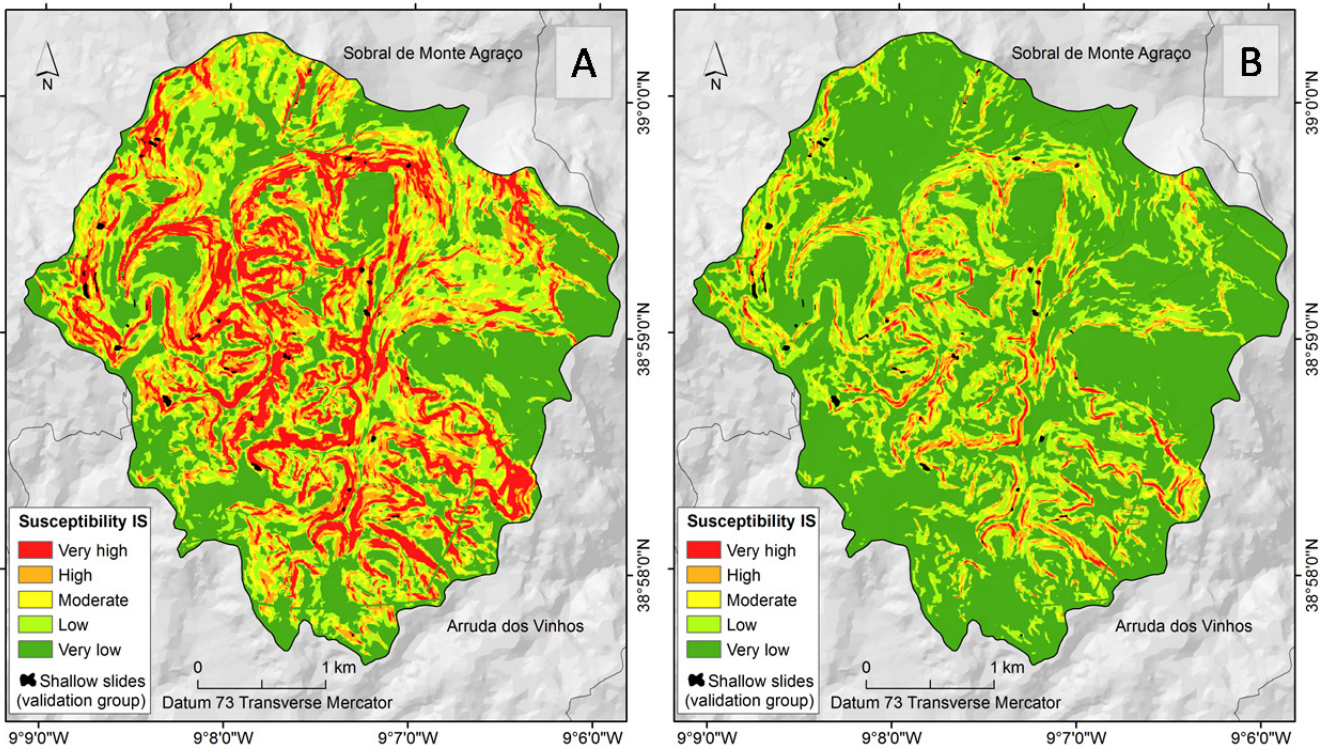 Sobral de Monte Agraço
A
N
39°0'0"N
38°59'0"N
38°58'0"N
Susceptibility IS
Very high
High
Moderate
Low
Very low
Shallow slides
(validation group)
Arruda dos Vinhos
0 1 km
Datum 73 Transverse Mercator
9°9'0"W 9°8'0"W 9°7'0"W 9°6'0"W
Sobral de Monte Agraço
B
N
39°0'0"N
38°59'0"N
38°58'0"N
Susceptibility IS
Very high
High
Moderate
Low
Very low
Shallow slides
(validation group)
Arruda dos Vinhos
0 1 km
Datum 73 Transverse Mercator
9°9'0"W 9°8'0"W 9°7'0"W 9°6'0"W